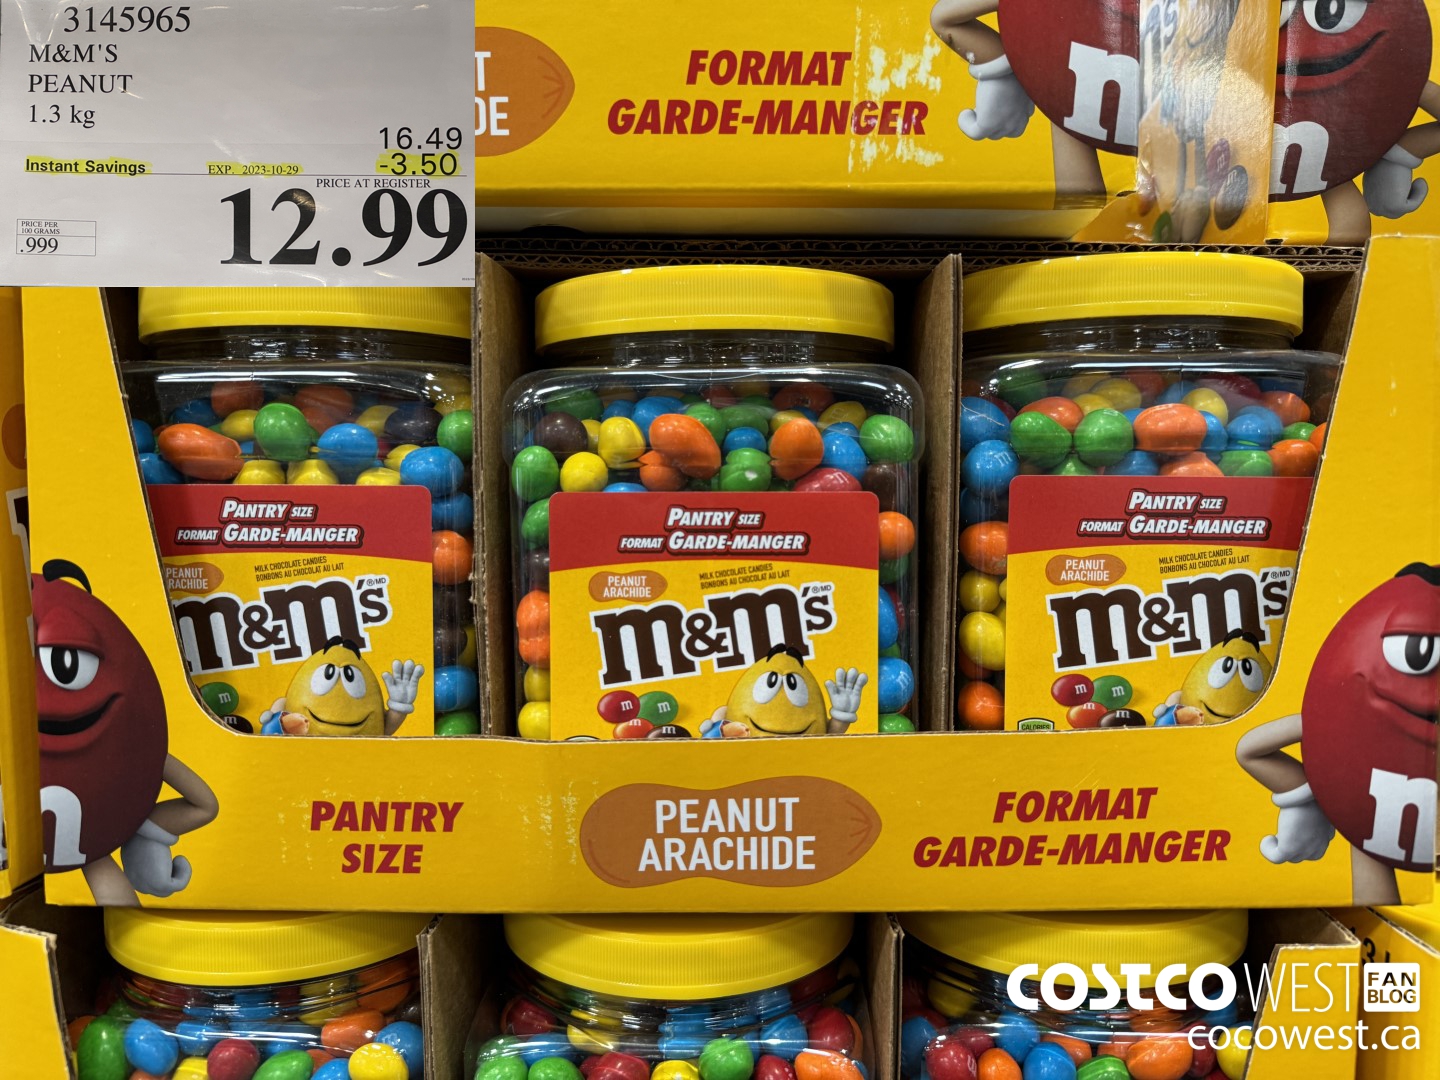 3145965
M&M'S
PEANUT
1.3 kg
16.49
Instant Savings EXP. 2023-10-29 -3.50
PRICE AT REGISTER
12.99
PRICE PER
100 GRAMS
.999
FORMAT
GARDE-MANGER
m
n
PANTRY SIZE
FORMAT GARDE-MANGER
PEANUT
ARACHIDE
MILK CHOCOLATE CANDIES
BONBONS AU CHOCOLAT AU LAIT
m&m's ®/MD
PANTRY SIZE
FORMAT GARDE-MANGER
PEANUT
ARACHIDE
MILK CHOCOLATE CANDIES
BONBONS AU CHOCOLAT AU LAIT
m&m's ®/MD
PANTRY SIZE
FORMAT GARDE-MANGER
PEANUT
ARACHIDE
MILK CHOCOLATE CANDIES
BONBONS AU CHOCOLAT AU LAIT
m&m's ®/MD
CALORIES
PANTRY
SIZE
PEANUT
ARACHIDE
FORMAT
GARDE-MANGER
COSTCO WEST FAN BLOG
cocowest.ca